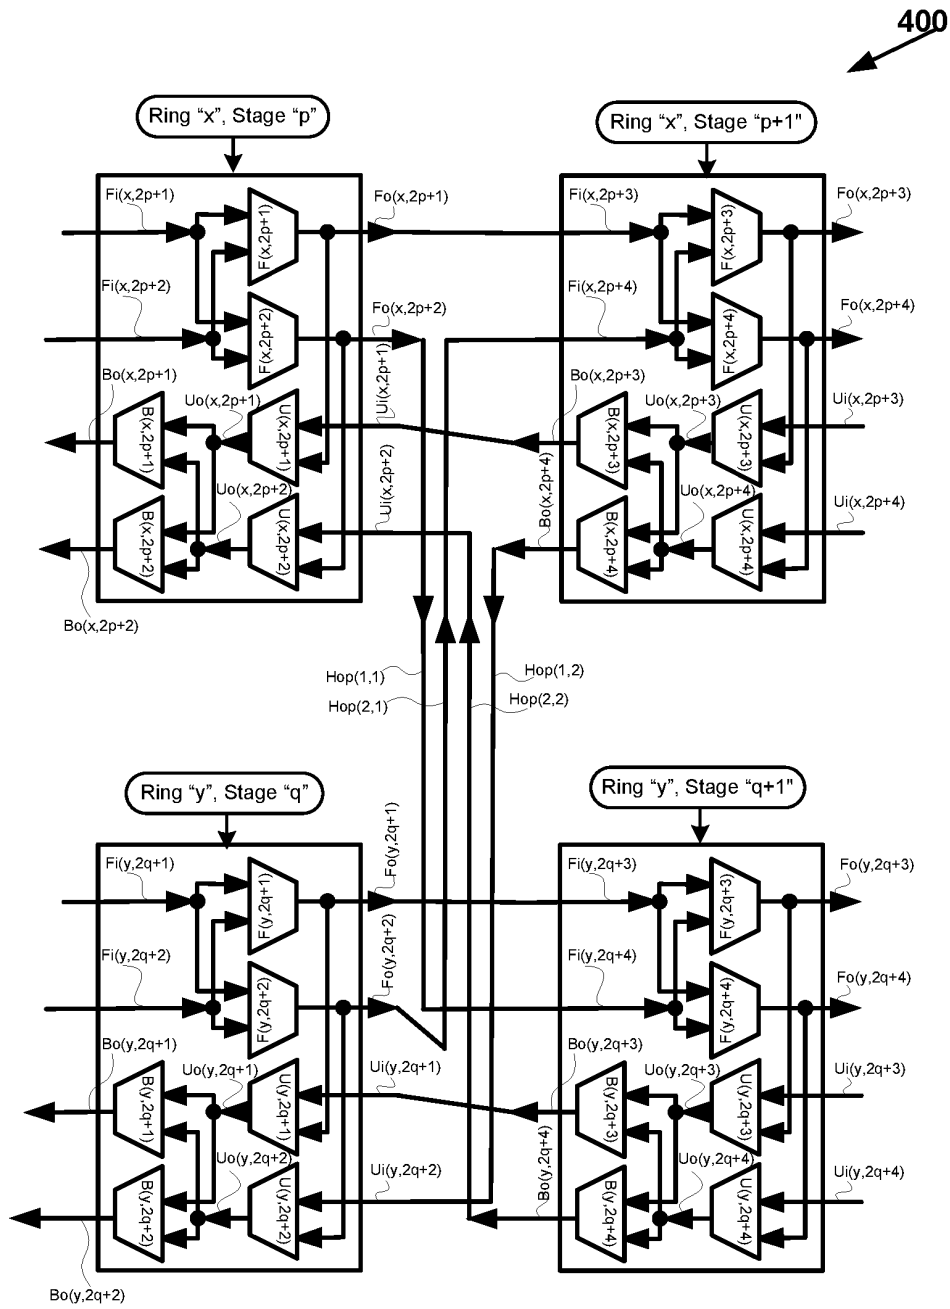 400
Ring “x”, Stage “p”
Ring “x”, Stage “p+1"
Fi(x,2p+1)
Fo(x,2p+1)
Fi(x,2p+3)
Fo(x,2p+3)
F(x,2p+1)
F(x,2p+3)
Fi(x,2p+2)
Fo(x,2p+2)
Fi(x,2p+4)
Fo(x,2p+4)
F(x,2p+2)
F(x,2p+4)
Bo(x,2p+1)
Uo(x,2p+1)
Ui(x,2p+1)
Bo(x,2p+3)
Uo(x,2p+3)
Ui(x,2p+3)
B(x,2p+1)
U(x,2p+1)
B(x,2p+3)
U(x,2p+3)
Uo(x,2p+2)
Ui(x,2p+2)
Bo(x,2p+4)
Uo(x,2p+4)
Ui(x,2p+4)
B(x,2p+2)
U(x,2p+2)
B(x,2p+4)
U(x,2p+4)
Bo(x,2p+2)
Hop(1,1)
Hop(1,2)
Hop(2,1)
Hop(2,2)
Ring “y”, Stage “q”
Ring “y”, Stage “q+1"
Fi(y,2q+1)
Fo(y,2q+1)
Fi(y,2q+3)
Fo(y,2q+3)
F(y,2q+1)
F(y,2q+3)
Fi(y,2q+2)
Fo(y,2q+2)
Fi(y,2q+4)
Fo(y,2q+4)
F(y,2q+2)
F(y,2q+4)
Bo(y,2q+1)
Uo(y,2q+1)
Ui(y,2q+1)
Bo(y,2q+3)
Uo(y,2q+3)
Ui(y,2q+3)
B(y,2q+1)
U(y,2q+1)
B(y,2q+3)
U(y,2q+3)
Uo(y,2q+2)
Ui(y,2q+2)
Bo(y,2q+4)
Uo(y,2q+4)
Ui(y,2q+4)
B(y,2q+2)
U(y,2q+2)
B(y,2q+4)
U(y,2q+4)
Bo(y,2q+2)